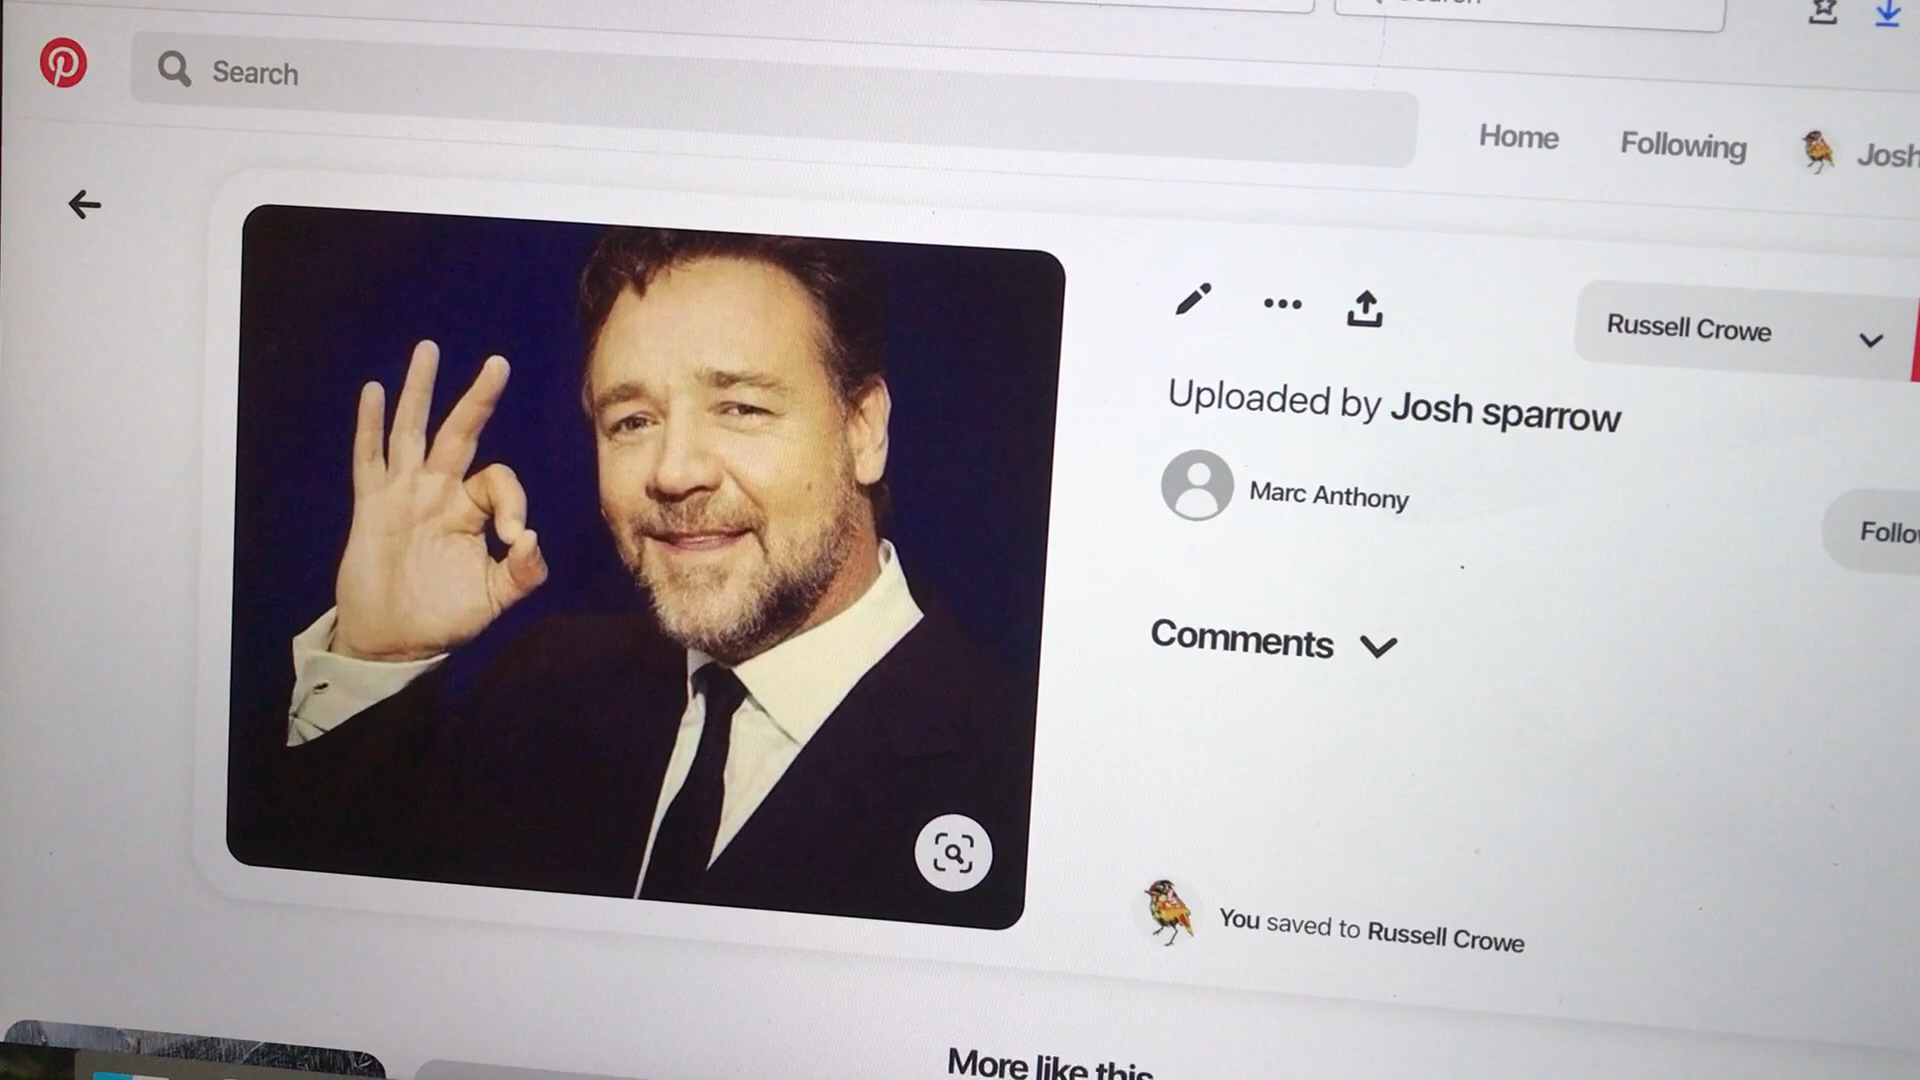 Search
Home
Following
Josh
Russell Crowe
Uploaded by Josh sparrow
Marc Anthony
Comments
You saved to Russell Crowe
More like this